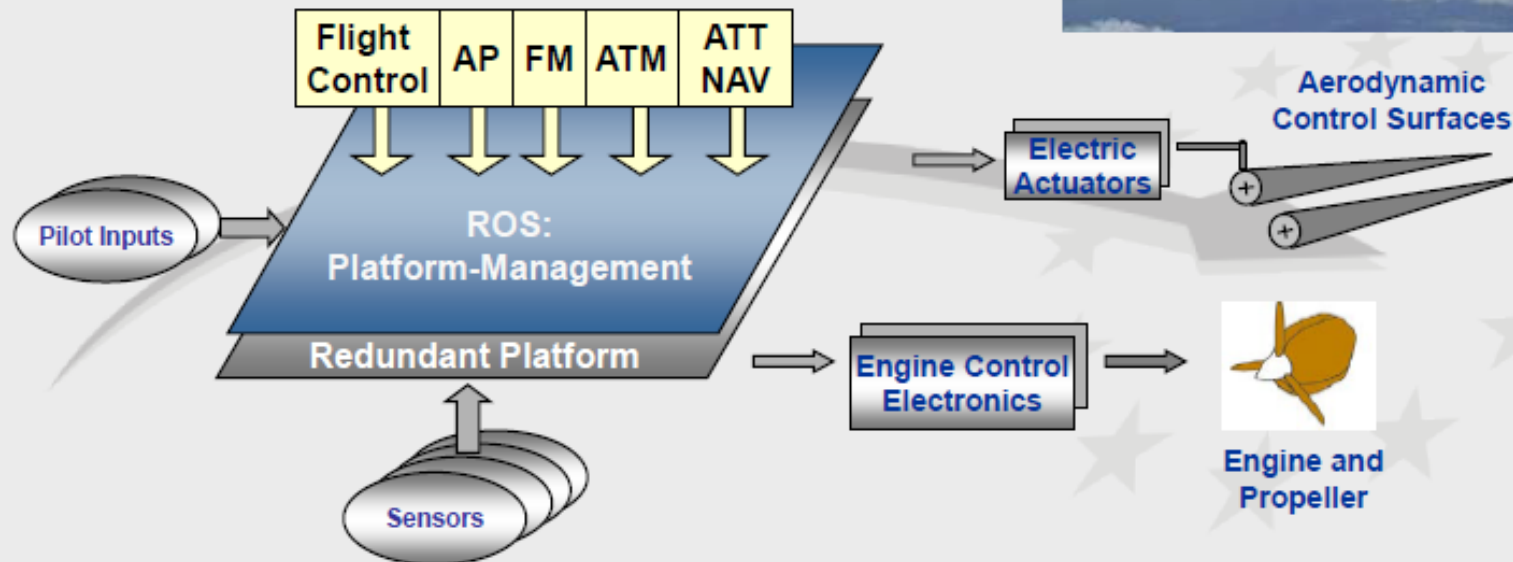 Flight
Control
AP
FM
ATM
ATT
NAV
Aerodynamic
Control Surfaces
Electric
Actuators
Pilot Inputs
ROS:
Platform-Management
Redundant Platform
Engine Control
Electronics
Engine and
Propeller
Sensors